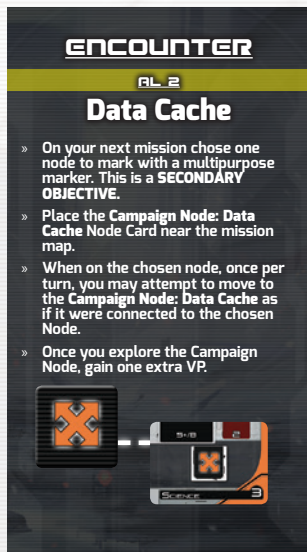 ENCOUNTER
AL 2
Data Cache
» On your next mission chose one
node to mark with a multipurpose
marker. This is a SECONDARY
OBJECTIVE.
» Place the Campaign Node: Data
Cache Node Card near the mission
map.
» When on the chosen node, once per
turn, you may attempt to move to
the Campaign Node: Data Cache as
if it were connected to the chosen
Node.
» Once you explore the Campaign
Node, gain one extra VP.
5+/8 2
SCIENCE 3